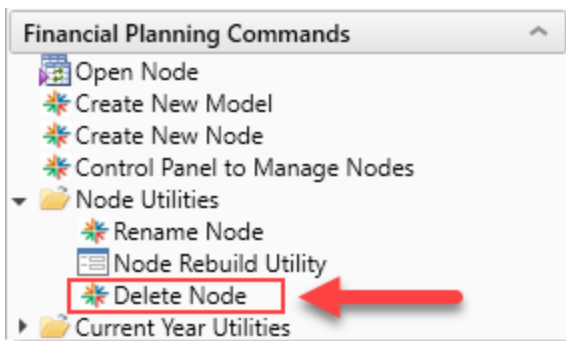 Financial Planning Commands
Open Node
Create New Model
Create New Node
Control Panel to Manage Nodes
Node Utilities
Rename Node
Node Rebuild Utility
Delete Node
Current Year Utilities